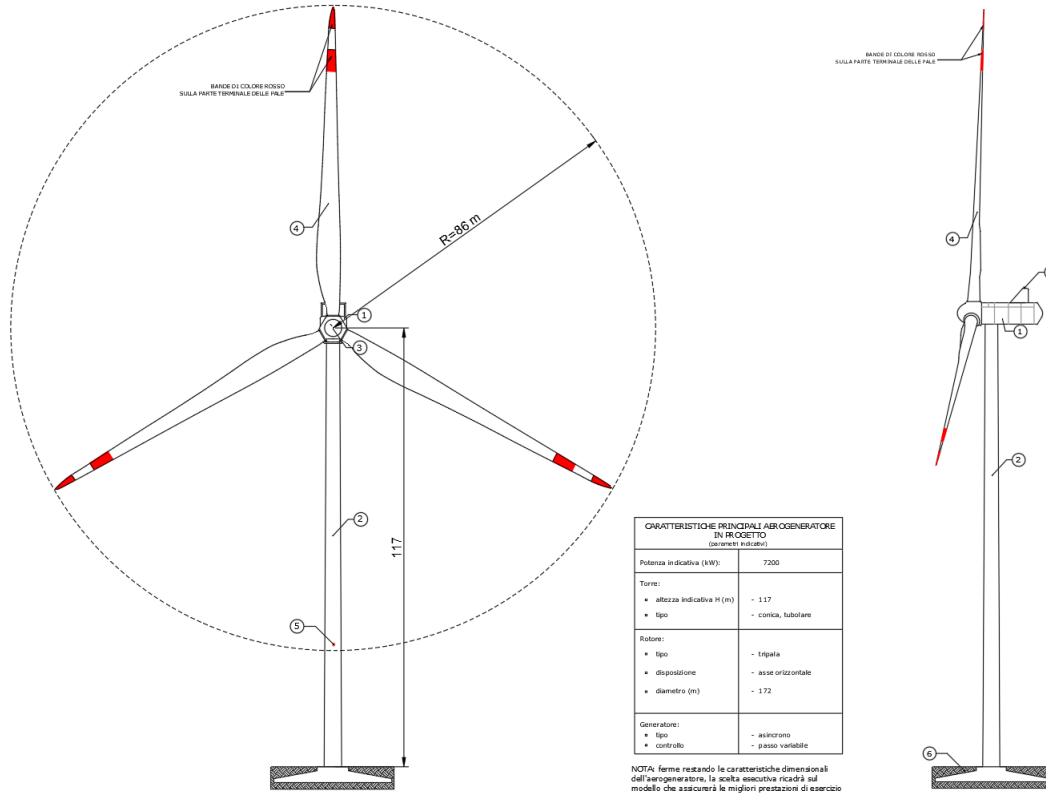 BANDE DI COLORE ROSSO
SULLA PARTE TERMINALE DELLE PALE
4
R=86 m
1
3
2
117
5
BANDE DI COLORE ROSSO
SULLA PARTE TERMINALE DELLE PALE
4
1
2
6
CARATTERISTICHE PRINCIPALI AEROGENERATORE
IN PROGETTO
(parametri indicativi)
Potenza indicativa (kW): 7200
Torre:
altezza indicativa H (m) - 117
tipo - conica, tubolare
Rotore:
tipo - tripala
disposizione - asse orizzontale
diametro (m) - 172
Generatore:
tipo - asincrono
controllo - passo variabile
NOTA: ferme restando le caratteristiche dimensionali
dell'aerogeneratore, la scelta esecutiva ricadrà sul
modello che assicurerà le migliori prestazioni di esercizio